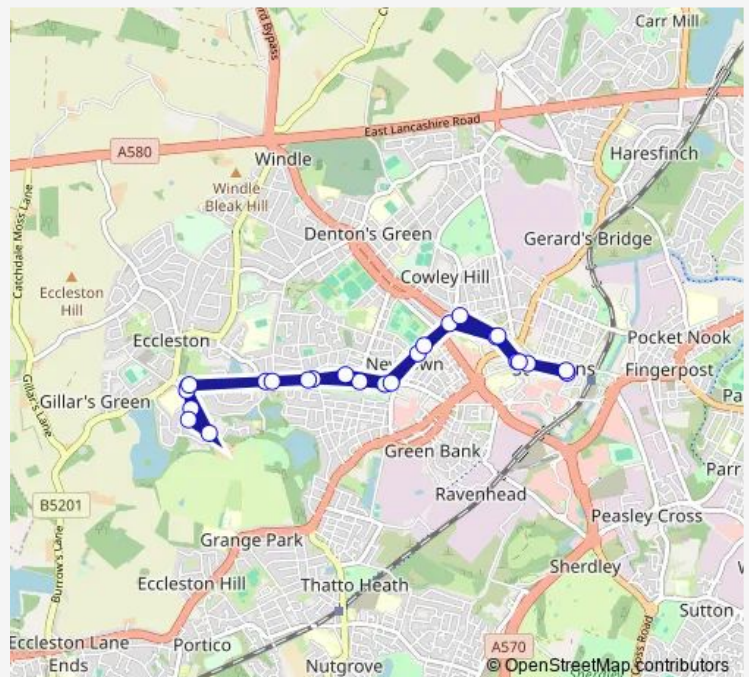 Carr Mill
East Lancashire Road
A580
Windle
Haresfinch
Windle
Bleak Hill
Catchdale Moss Lane
Denton's Green
Gerard's Bridge
Eccleston
Hill
Cowley Hill
Eccleston
Pocket Nook
Gillar's Green
Fingerpost
Gillar's Lane
Green Bank
Ravenhead
B5201
Peasley Cross
Grange Park
Burrow's Lane
Eccleston Hill
Thatto Heath
Sherdley
Sutton
Eccleston Lane
Ends
Portico
Nutgrove
A570
© OpenStreetMap contributors